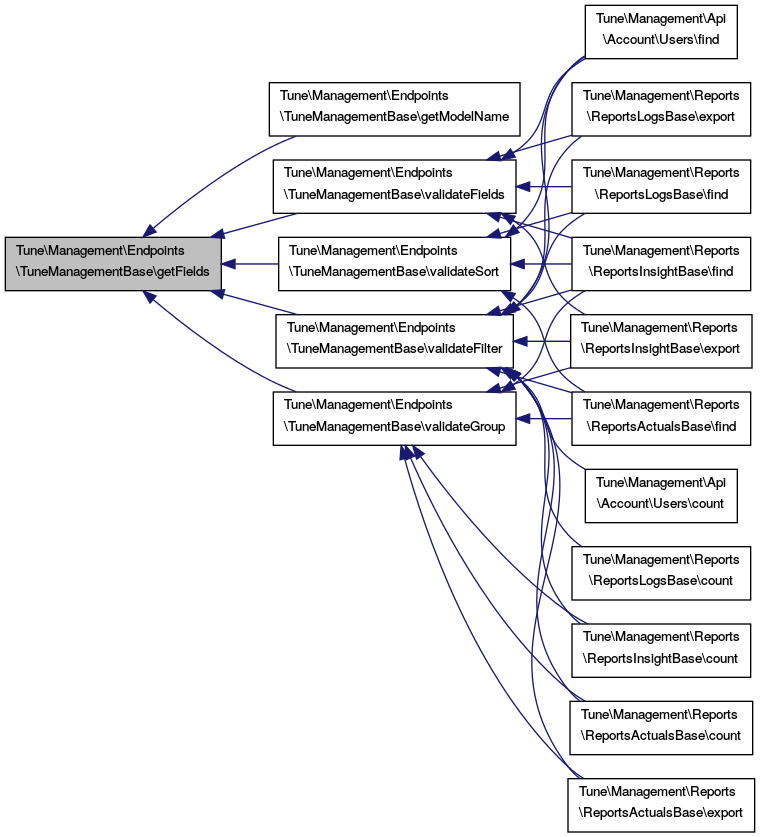 Tune\Management\Endpoints
\TuneManagementBase\getFields
Tune\Management\Endpoints
\TuneManagementBase\getModelName
Tune\Management\Endpoints
\TuneManagementBase\validateFields
Tune\Management\Endpoints
\TuneManagementBase\validateSort
Tune\Management\Endpoints
\TuneManagementBase\validateFilter
Tune\Management\Endpoints
\TuneManagementBase\validateGroup
Tune\Management\Api
\Account\Users\find
Tune\Management\Reports
\ReportsLogsBase\export
Tune\Management\Reports
\ReportsLogsBase\find
Tune\Management\Reports
\ReportsInsightBase\find
Tune\Management\Reports
\ReportsInsightBase\export
Tune\Management\Reports
\ReportsActualsBase\find
Tune\Management\Api
\Account\Users\count
Tune\Management\Reports
\ReportsLogsBase\count
Tune\Management\Reports
\ReportsInsightBase\count
Tune\Management\Reports
\ReportsActualsBase\count
Tune\Management\Reports
\ReportsActualsBase\export